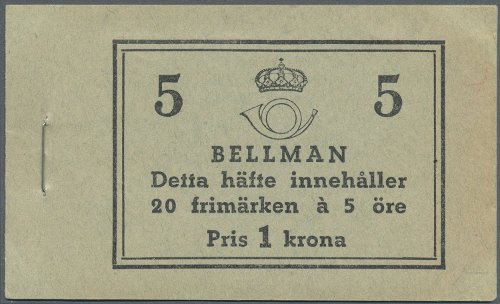 5 5
BELLMAN
Detta häfte innehåller
20 frimärken à 5 öre
Pris 1 krona